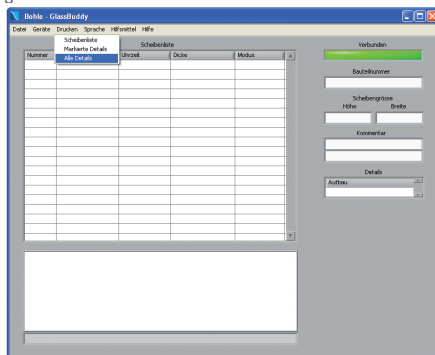 Bohle - GlassBuddy
Datei Geräte Drucken Sprache Hilfsmittel Hilfe
Scheibenliste
Markierte Details
Alle Details
Scheibenliste
Nummer Uhrzeit Dicke Modus
Verbunden
Bauteilnummer
Scheibengrösse
Höhe Breite
Kommentar
Details
Aufbau